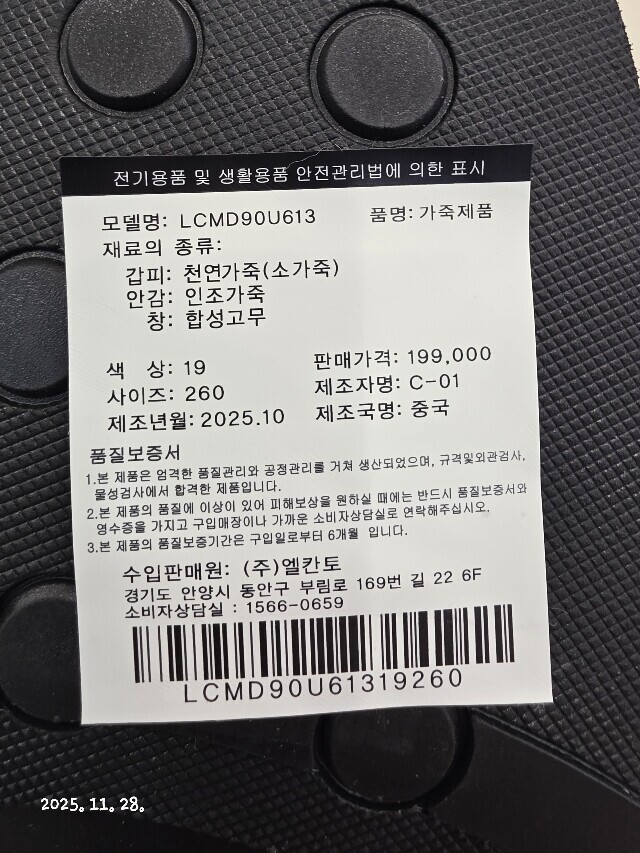 전기용품 및 생활용품 안전관리법에 의한 표시
모델명: LCMD90U613 품명: 가죽제품
재료의 종류:
갑피: 천연가죽(소가죽)
안감: 인조가죽
창: 합성고무
색 상: 19 판매가격: 199,000
사이즈: 260 제조자명: C-01
제조년월: 2025.10 제조국명: 중국
품질보증서
1.본 제품은 엄격한 품질관리와 공정관리를 거쳐 생산되었으며, 규격및외관검사,
물성검사에서 합격한 제품입니다.
2.본 제품의 품질에 이상이 있어 피해보상을 원하실 때에는 반드시 품질보증서와
영수증을 가지고 구입매장이나 가까운 소비자상담실로 연락해주십시오.
3.본 제품의 품질보증기간은 구입일로부터 6개월 입니다.
수입판매원: (주)엘칸토
경기도 안양시 동안구 부림로 169번 길 22 6F
소비자상담실 : 1566-0659
LCMD90U61319260
2025. 11. 28.